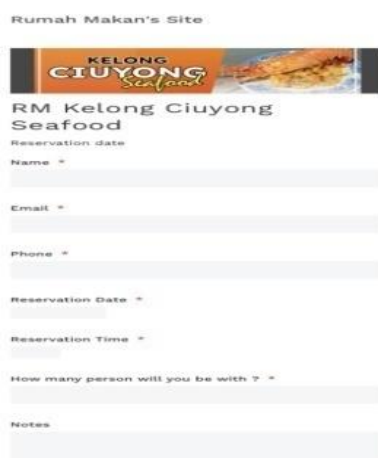 Rumah Makan's Site
KELONG
CIUYONG
Seafood
RM Kelong Ciuyong
Seafood
Reservation date
Name *
Email *
Phone *
Reservation Date *
Reservation Time *
How many person will you be with ? *
Notes